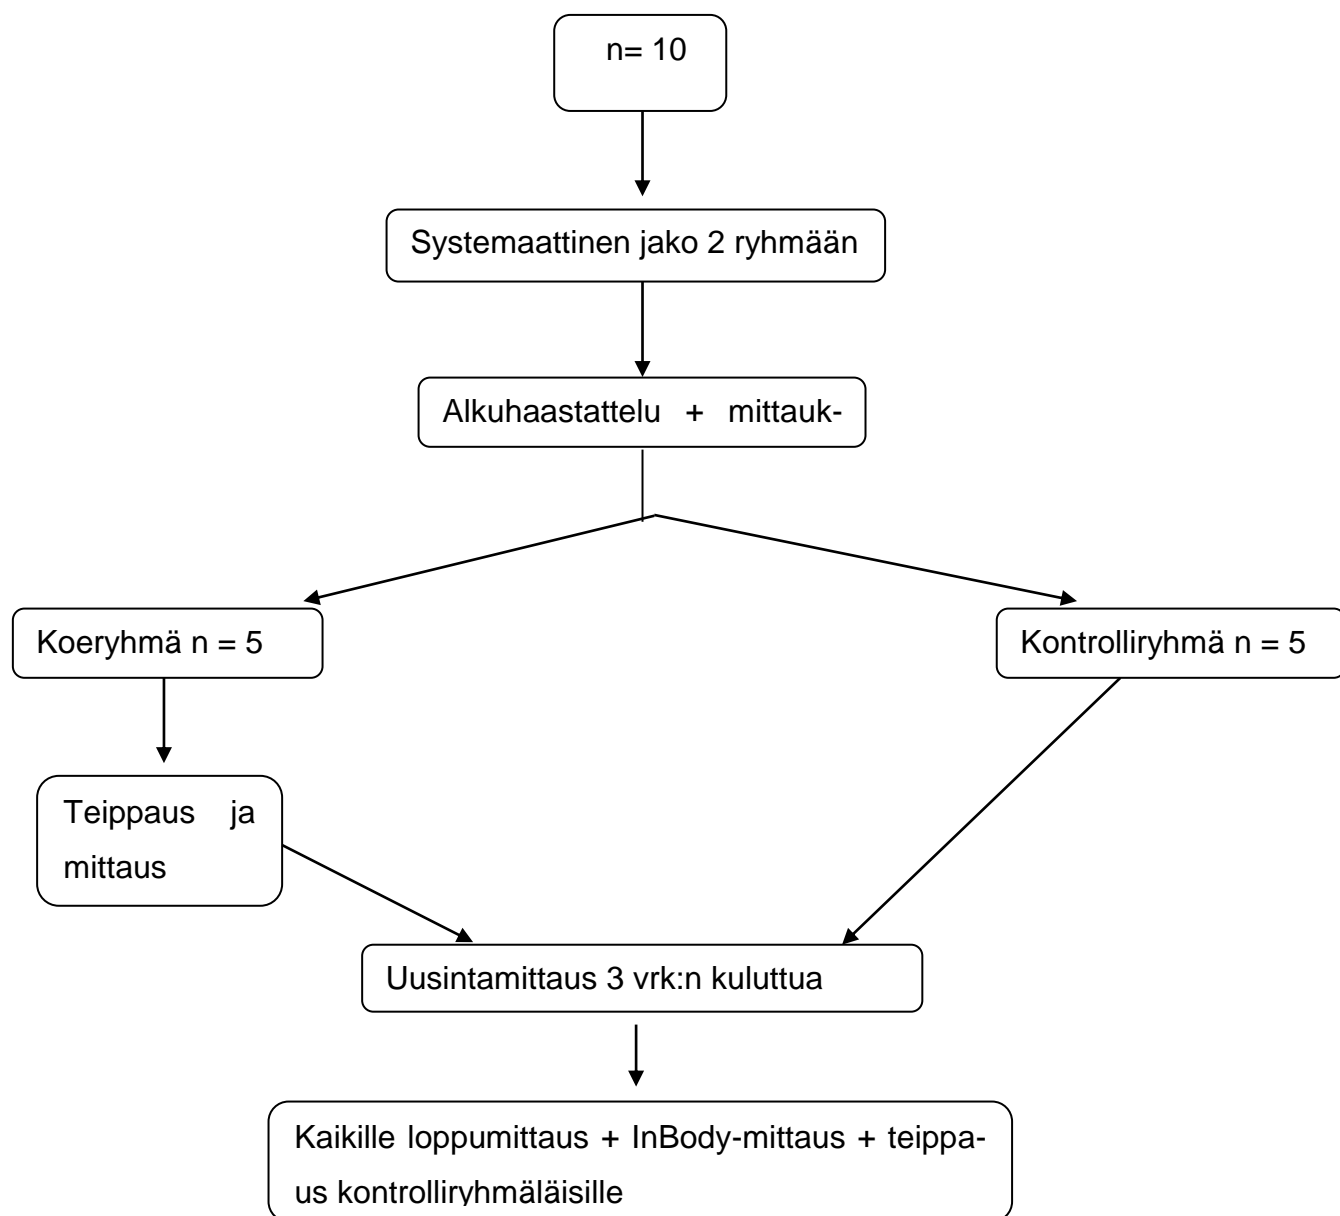 n= 10
Systemaattinen jako 2 ryhmään
Alkuhaastattelu + mittauk-
Koeryhmä n = 5
Kontrolliryhmä n = 5
Teippaus ja
mittaus
Uusintamittaus 3 vrk:n kuluttua
Kaikille loppumittaus + InBody-mittaus + teippa-
us kontrolliryhmäläisille